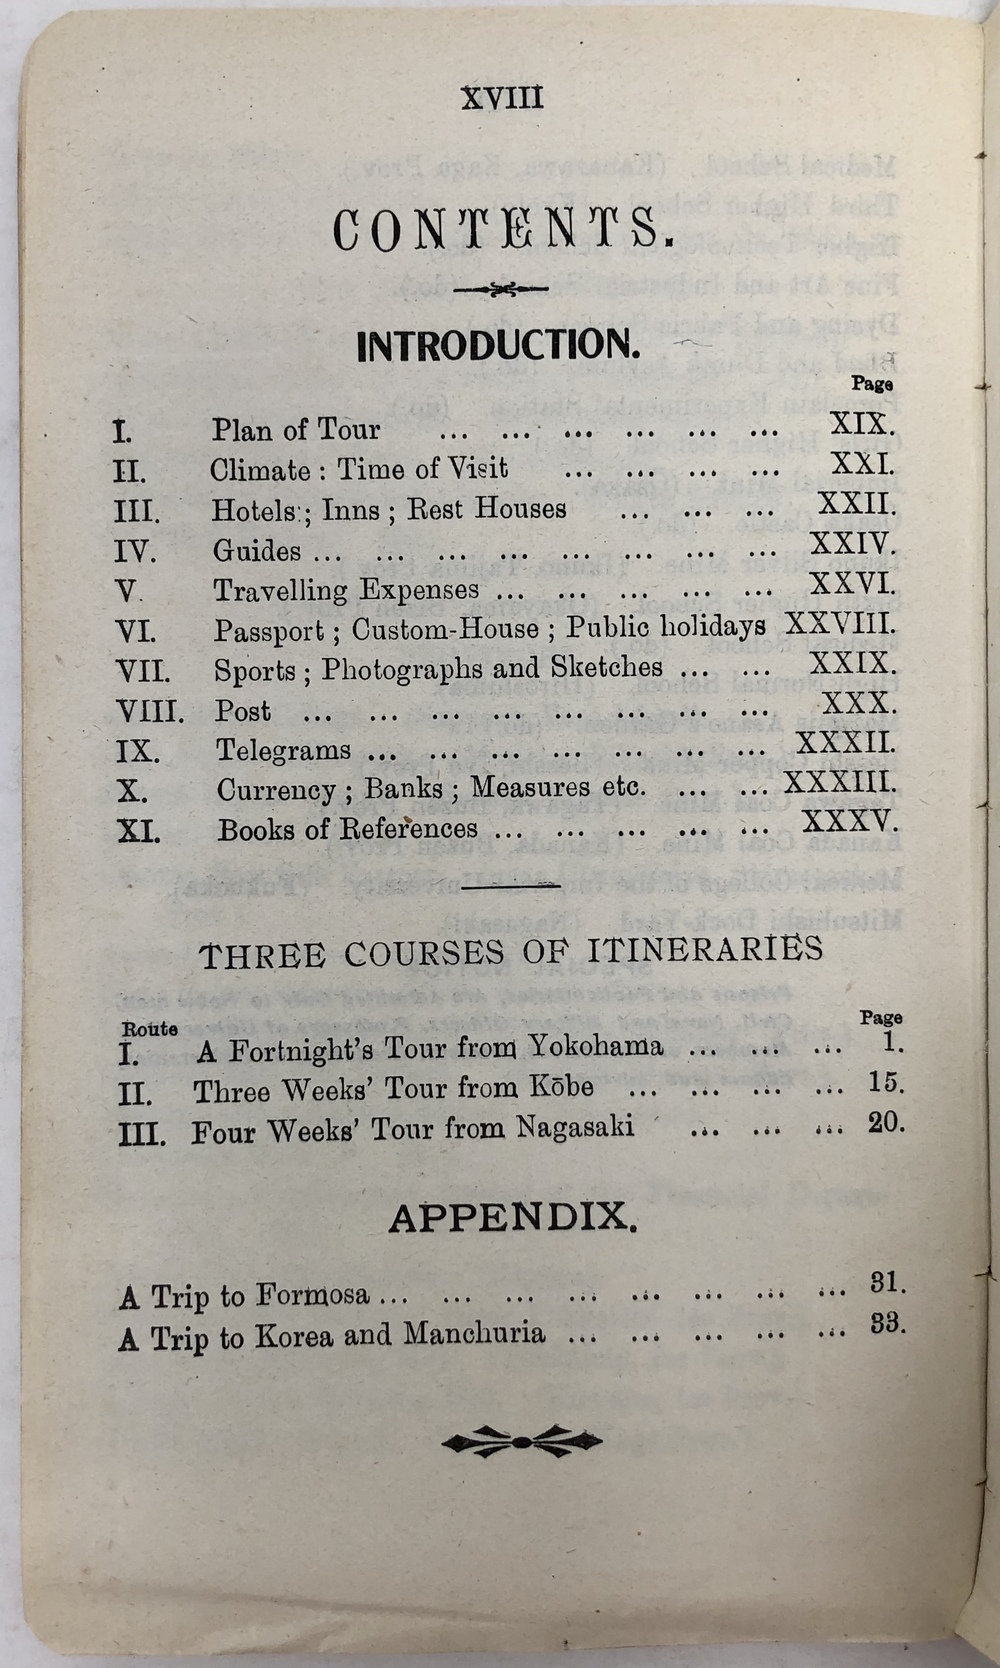 XVIII
CONTENTS.
INTRODUCTION.
Page
I. Plan of Tour ... ... ... ... ... ... XIX.
II. Climate : Time of Visit ... ... ... ... XXI.
III. Hotels ; Inns ; Rest Houses ... ... ... XXII.
IV. Guides ... ... ... ... ... ... ... ... XXIV.
V. Travelling Expenses ... ... ... ... ... XXVI.
VI. Passport ; Custom-House ; Public holidays XXVIII.
VII. Sports ; Photographs and Sketches ... ... XXIX.
VIII. Post ... ... ... ... ... ... ... ... XXX.
IX. Telegrams ... ... ... ... ... ... ... XXXII.
X. Currency ; Banks ; Measures etc. ... ... XXXIII.
XI. Books of References ... ... ... ... ... XXXV.
THREE COURSES OF ITINERARIES
Route Page
I. A Fortnight's Tour from Yokohama ... ... ... 1.
II. Three Weeks' Tour from Kōbe ... ... ... ... 15.
III. Four Weeks' Tour from Nagasaki ... ... ... 20.
APPENDIX.
A Trip to Formosa ... ... ... ... ... ... ... ... 31.
A Trip to Korea and Manchuria ... ... ... ... ... 33.